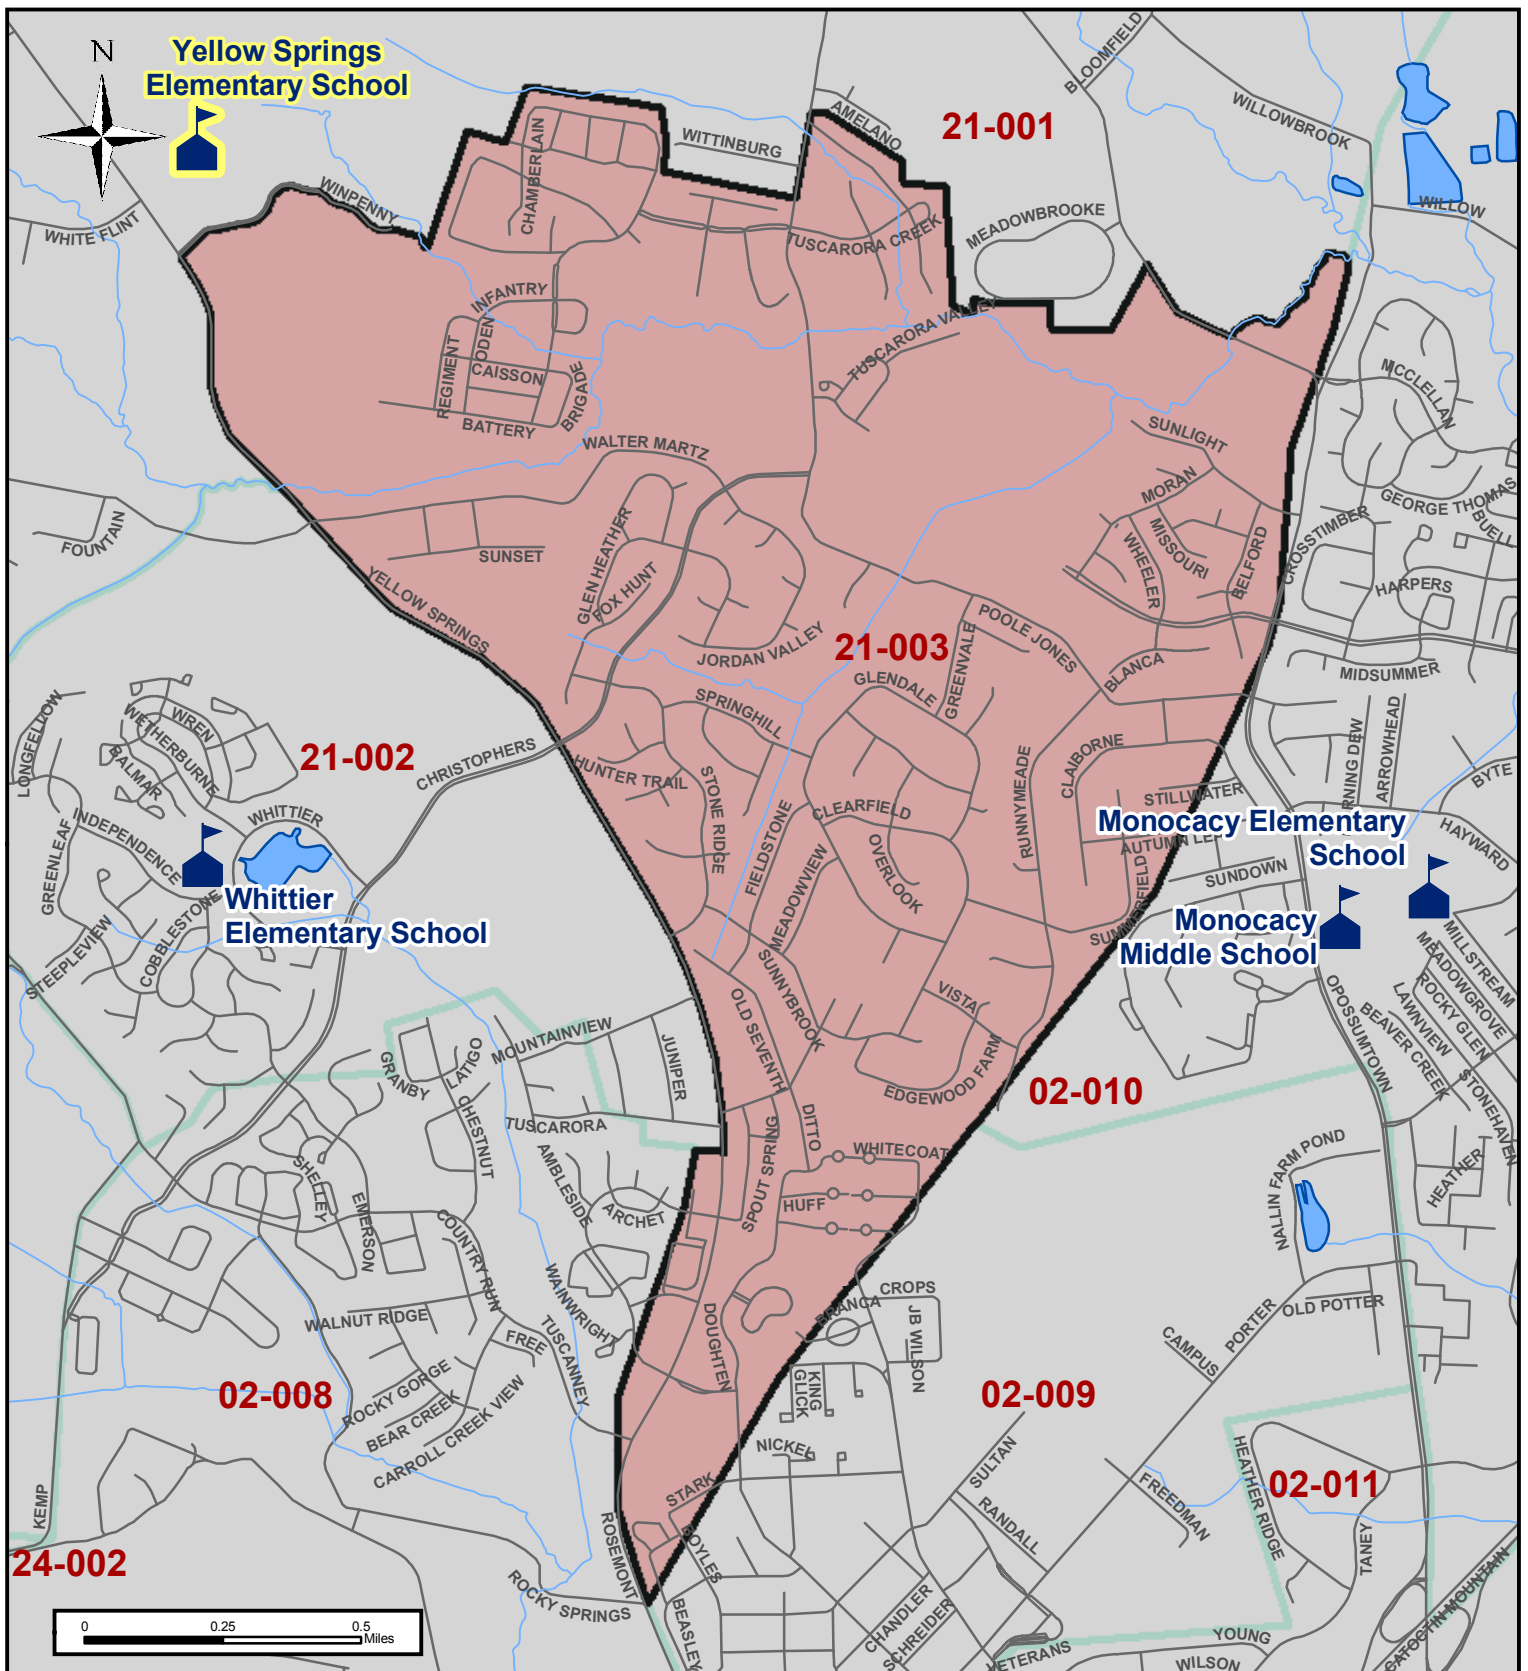 N
Yellow Springs
Elementary School
BLOOMFIELD
AMELANO
21-001
WILLOWBROOK
WITTINBURG
CHAMBERLAIN
WINPENNY
WHITE FLINT
WILLOW
MEADOWBROOKE
TUSCARORA CREEK
INFANTRY
TUSCARORA VALLEY
ODEN
REGIMENT
CAISSON
BRIGADE
BATTERY
MCCLELLAN
WALTER MARTZ
SUNLIGHT
MORAN
GEORGE THOMAS
BUELL
FOUNTAIN
CROSSTIMBER
MISSOURI
WHEELER
BELFORD
GLEN HEATHER
SUNSET
FOX HUNT
HARPERS
YELLOW SPRINGS
JORDAN VALLEY
21-003
GREENVALE
POOLE JONES
BLANCA
MIDSUMMER
GLENDALE
SPRINGHILL
LONGFELLOW
WREN
WETHERBURNE
BALMAR
21-002
CHRISTOPHERS
HUNTER TRAIL
STONE RIDGE
CLAIBORNE
RUNNYMEADE
ARROWHEAD
RNING DEW
BYTE
STILLWATER
WHITTIER
INDEPENDENCE
GREENLEAF
FIELDSTONE
CLEARFIELD
OVERLOOK
MEADOWVIEW
AUTUMN LE
Monocacy Elementary
School
HAYWARD
SUNDOWN
SUMMERFIELD
Whittier
Elementary School
COBBLESTONE
STEEPLEVIEW
Monocacy
Middle School
MILLSTREAM
MEADOWGROVE
ROCKY GLEN
LAWNVIEW
BEAVER CREEK
OPOSSUMTOWN
STONEHAVEN
SUNNYBROOK
VISTA
OLD SEVENTH
EDGEWOOD FARM
MOUNTAINVIEW
JUNIPER
LATIGO
GRANBY
CHESTNUT
TUSCARORA
02-010
DITTO
SPOUT SPRING
WHITECOAT
HUFF
NALLIN FARM POND
HEATHER
AMBLESIDE
ARCHET
SHELLEY
EMERSON
COUNTRY RUN
WAINWRIGHT
TUSCANNEY
FREE
WALNUT RIDGE
DOUGHTEN
BRANCA
CROPS
JB WILSON
OLD POTTER
PORTER
CAMPUS
02-008
ROCKY GORGE
BEAR CREEK
CARROLL CREEK VIEW
KING
GLICK
02-009
NICKEL
SULTAN
RANDALL
STARK
BOYLES
HEATHER RIDGE
FREEDMAN
02-011
TANEY
KEMP
24-002
ROSEMONT
ROCKY SPRINGS
BEASLEY
CHANDLER
SCHREIDER
VETERANS
YOUNG
WILSON
CATOCTIN MOUNTAIN
0 0.25 0.5
Miles